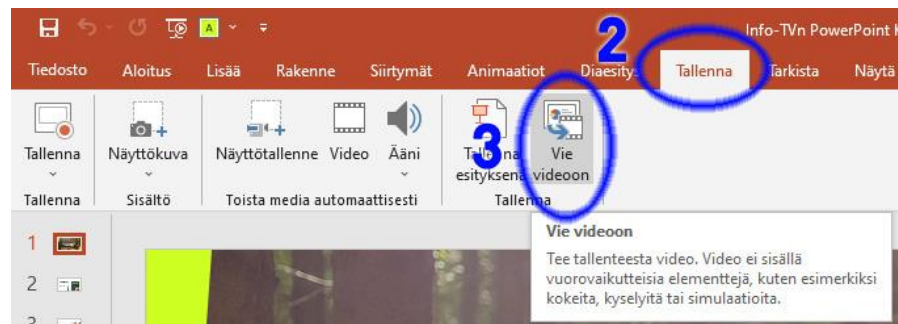 A
Info-TVn PowerPoint
2
Tiedosto Aloitus Lisää Rakenne Siirtymät Animaatiot Diaesitys Tallenna Tarkista Näytä
3
Tallenna Näyttökuva Näyttötallenne Video Ääni Tallenna esityksenä Vie videoon
Tallenna Sisältö Toista media automaattisesti Tallenna
1
Vie videoon
Tee tallenteesta video. Video ei sisällä
2
vuorovaikutteisia elementtejä, kuten esimerkiksi
kokeita, kyselyitä tai simulaatioita.
3